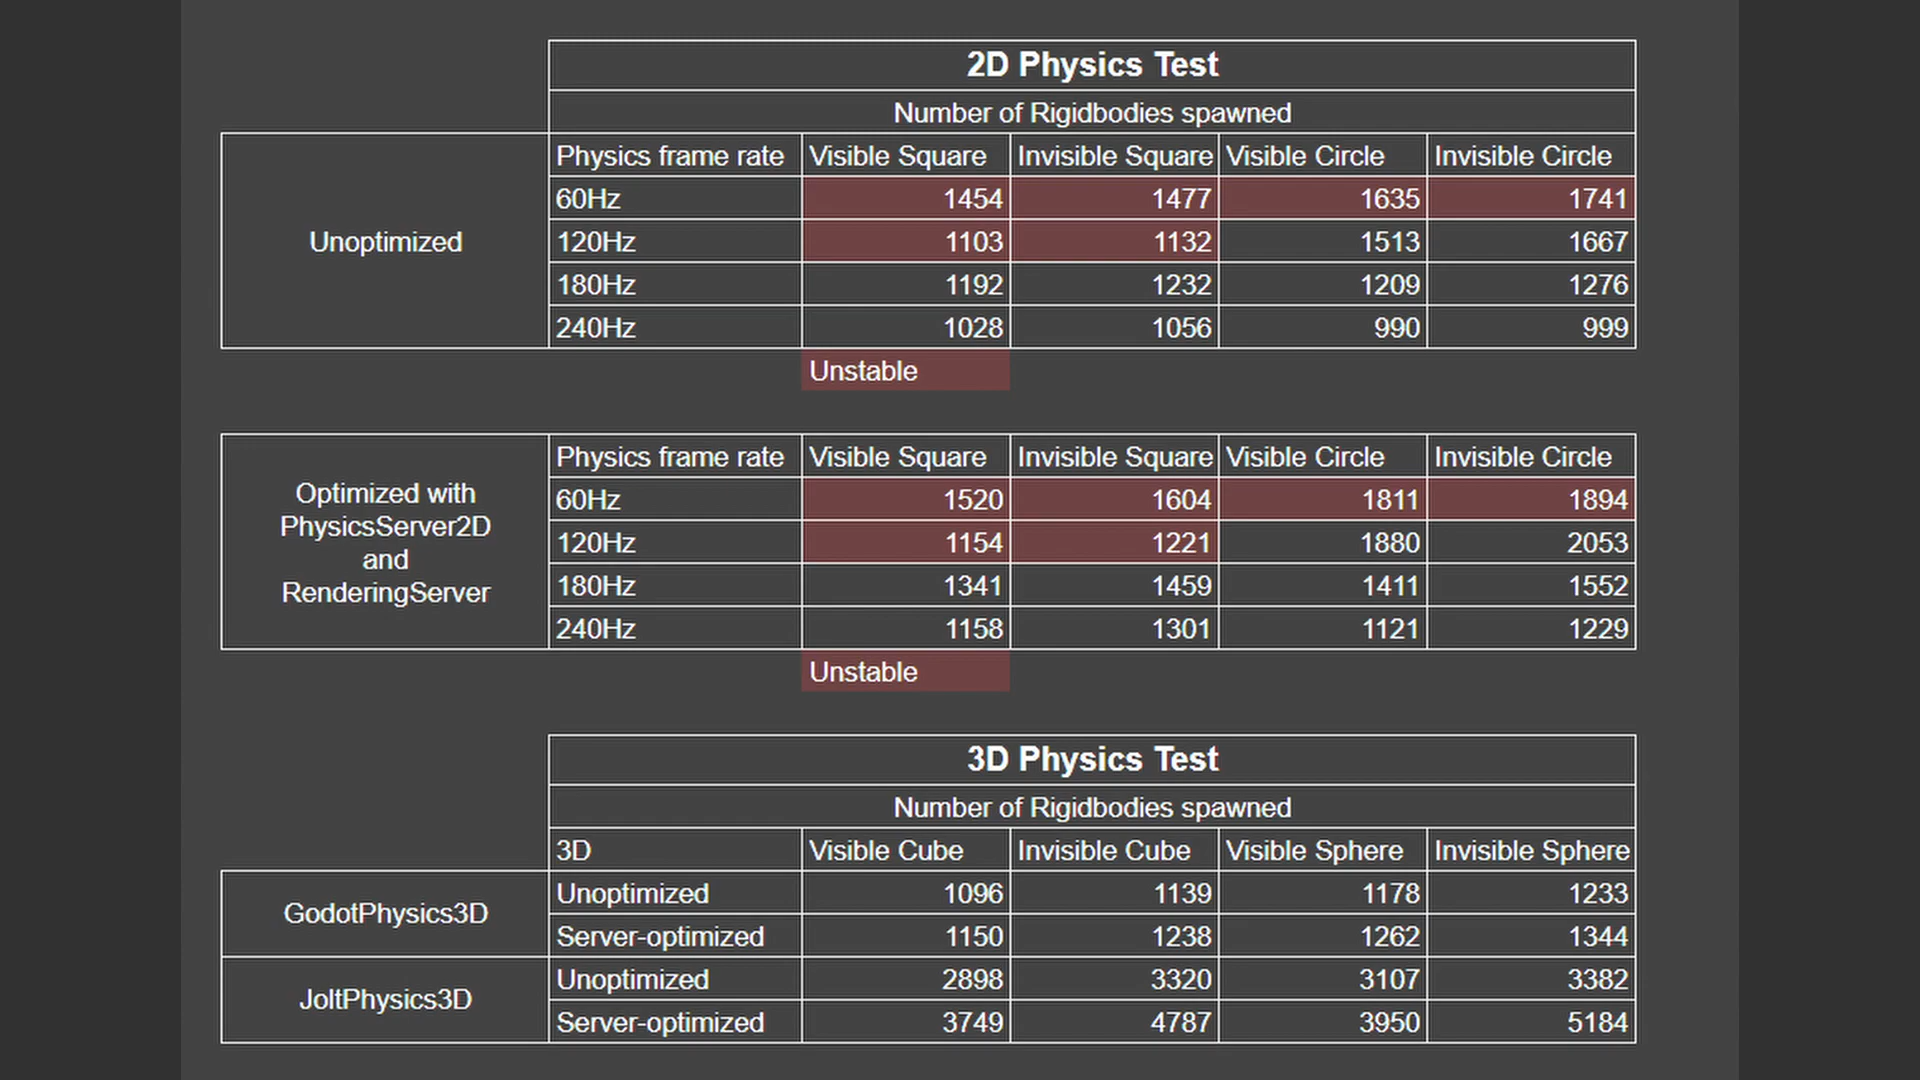 2D Physics Test
Number of Rigidbodies spawned
Physics frame rate Visible Square Invisible Square Visible Circle Invisible Circle
Unoptimized
60Hz 1454 1477 1635 1741
120Hz 1103 1132 1513 1667
180Hz 1192 1232 1209 1276
240Hz 1028 1056 990 999
Unstable
Optimized with
PhysicsServer2D
and
RenderingServer
Physics frame rate Visible Square Invisible Square Visible Circle Invisible Circle
60Hz 1520 1604 1811 1894
120Hz 1154 1221 1880 2053
180Hz 1341 1459 1411 1552
240Hz 1158 1301 1121 1229
Unstable
3D Physics Test
Number of Rigidbodies spawned
3D Visible Cube Invisible Cube Visible Sphere Invisible Sphere
GodotPhysics3D
Unoptimized 1096 1139 1178 1233
Server-optimized 1150 1238 1262 1344
JoltPhysics3D
Unoptimized 2898 3320 3107 3382
Server-optimized 3749 4787 3950 5184